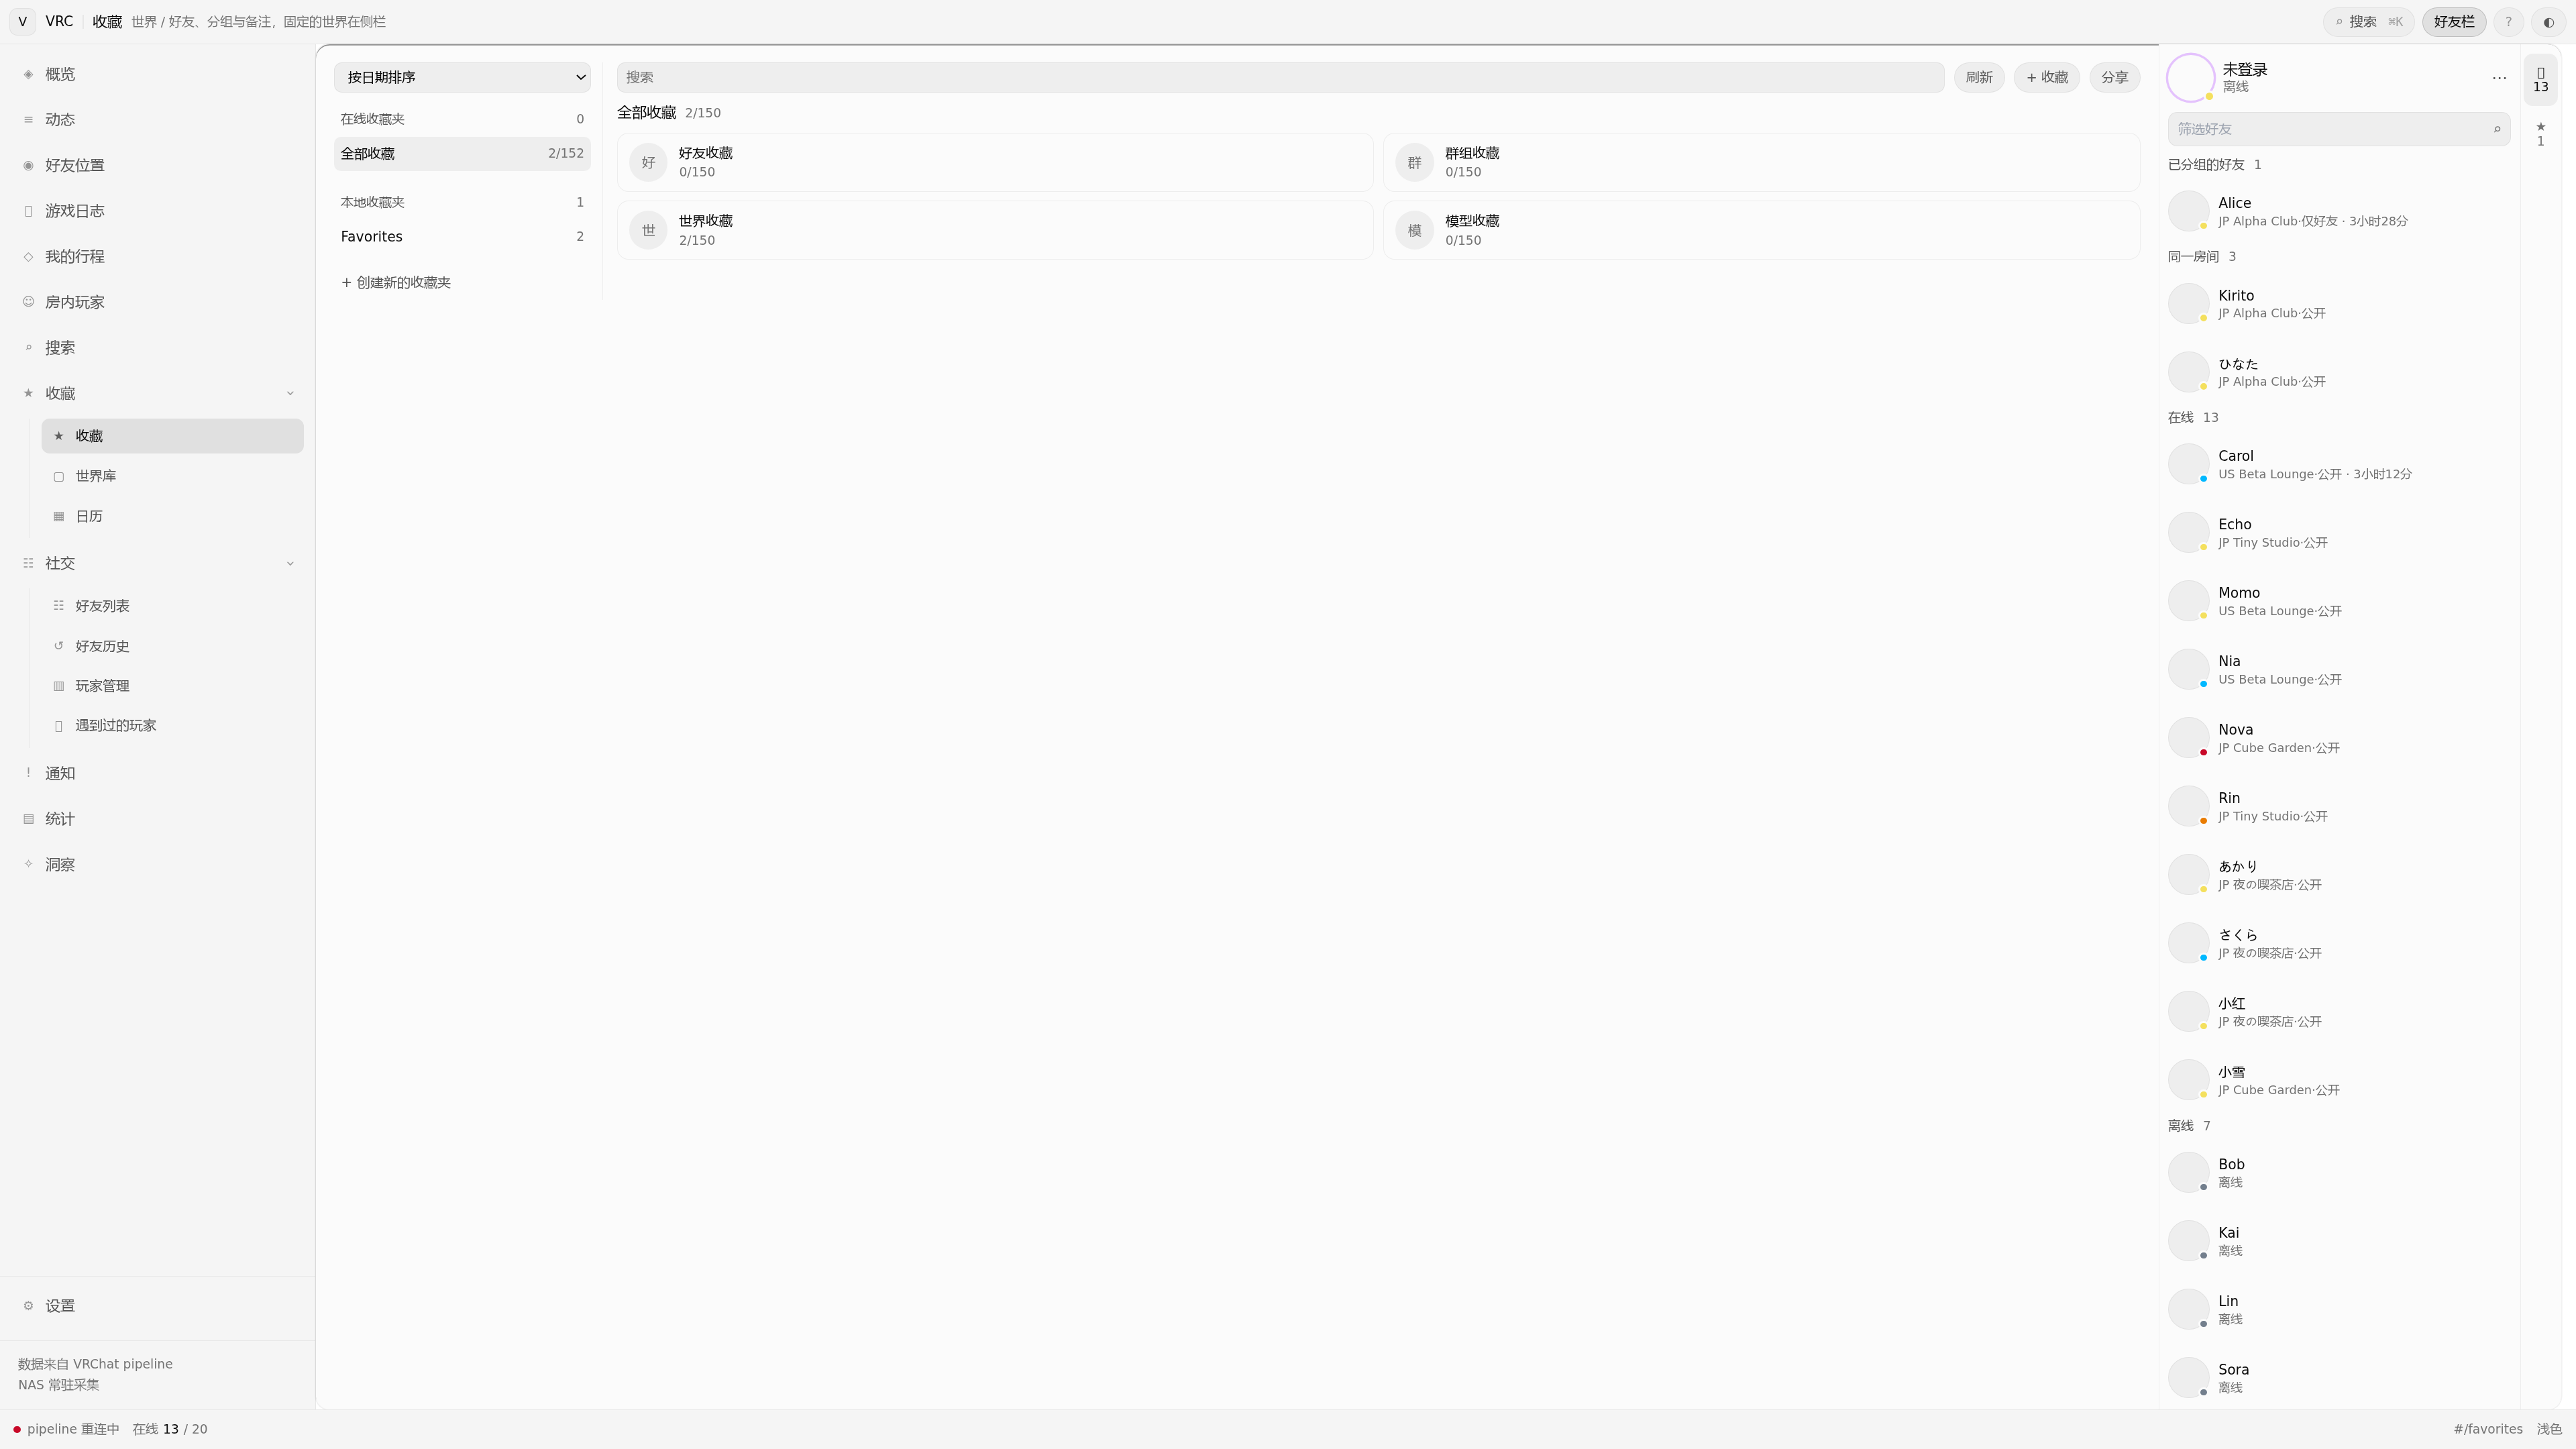 V VRC 收藏 世界 / 好友、分组与备注，固定的世界在侧栏
搜索 ⌘K 好友栏 ?
概览
动态
好友位置
游戏日志
我的行程
房内玩家
搜索
收藏
收藏
世界库
日历
社交
好友列表
好友历史
玩家管理
遇到过的玩家
! 通知
统计
洞察
设置
数据来自 VRChat pipeline
NAS 常驻采集
按日期排序
在线收藏夹 0
全部收藏 2/152
本地收藏夹 1
Favorites 2
+ 创建新的收藏夹
搜索 刷新 + 收藏 分享
全部收藏 2/150
好 好友收藏
0/150
群 群组收藏
0/150
世 世界收藏
2/150
模 模型收藏
0/150
未登录 ···
离线
筛选好友
已分组的好友 1
Alice
JP Alpha Club·仅好友 · 3小时28分
同一房间 3
Kirito
JP Alpha Club·公开
ひなた
JP Alpha Club·公开
在线 13
Carol
US Beta Lounge·公开 · 3小时12分
Echo
JP Tiny Studio·公开
Momo
US Beta Lounge·公开
Nia
US Beta Lounge·公开
Nova
JP Cube Garden·公开
Rin
JP Tiny Studio·公开
あかり
JP 夜の喫茶店·公开
さくら
JP 夜の喫茶店·公开
小红
JP 夜の喫茶店·公开
小雪
JP Cube Garden·公开
离线 7
Bob
离线
Kai
离线
Lin
离线
Sora
离线
13
★
1
pipeline 重连中 在线 13 / 20
#/favorites 浅色